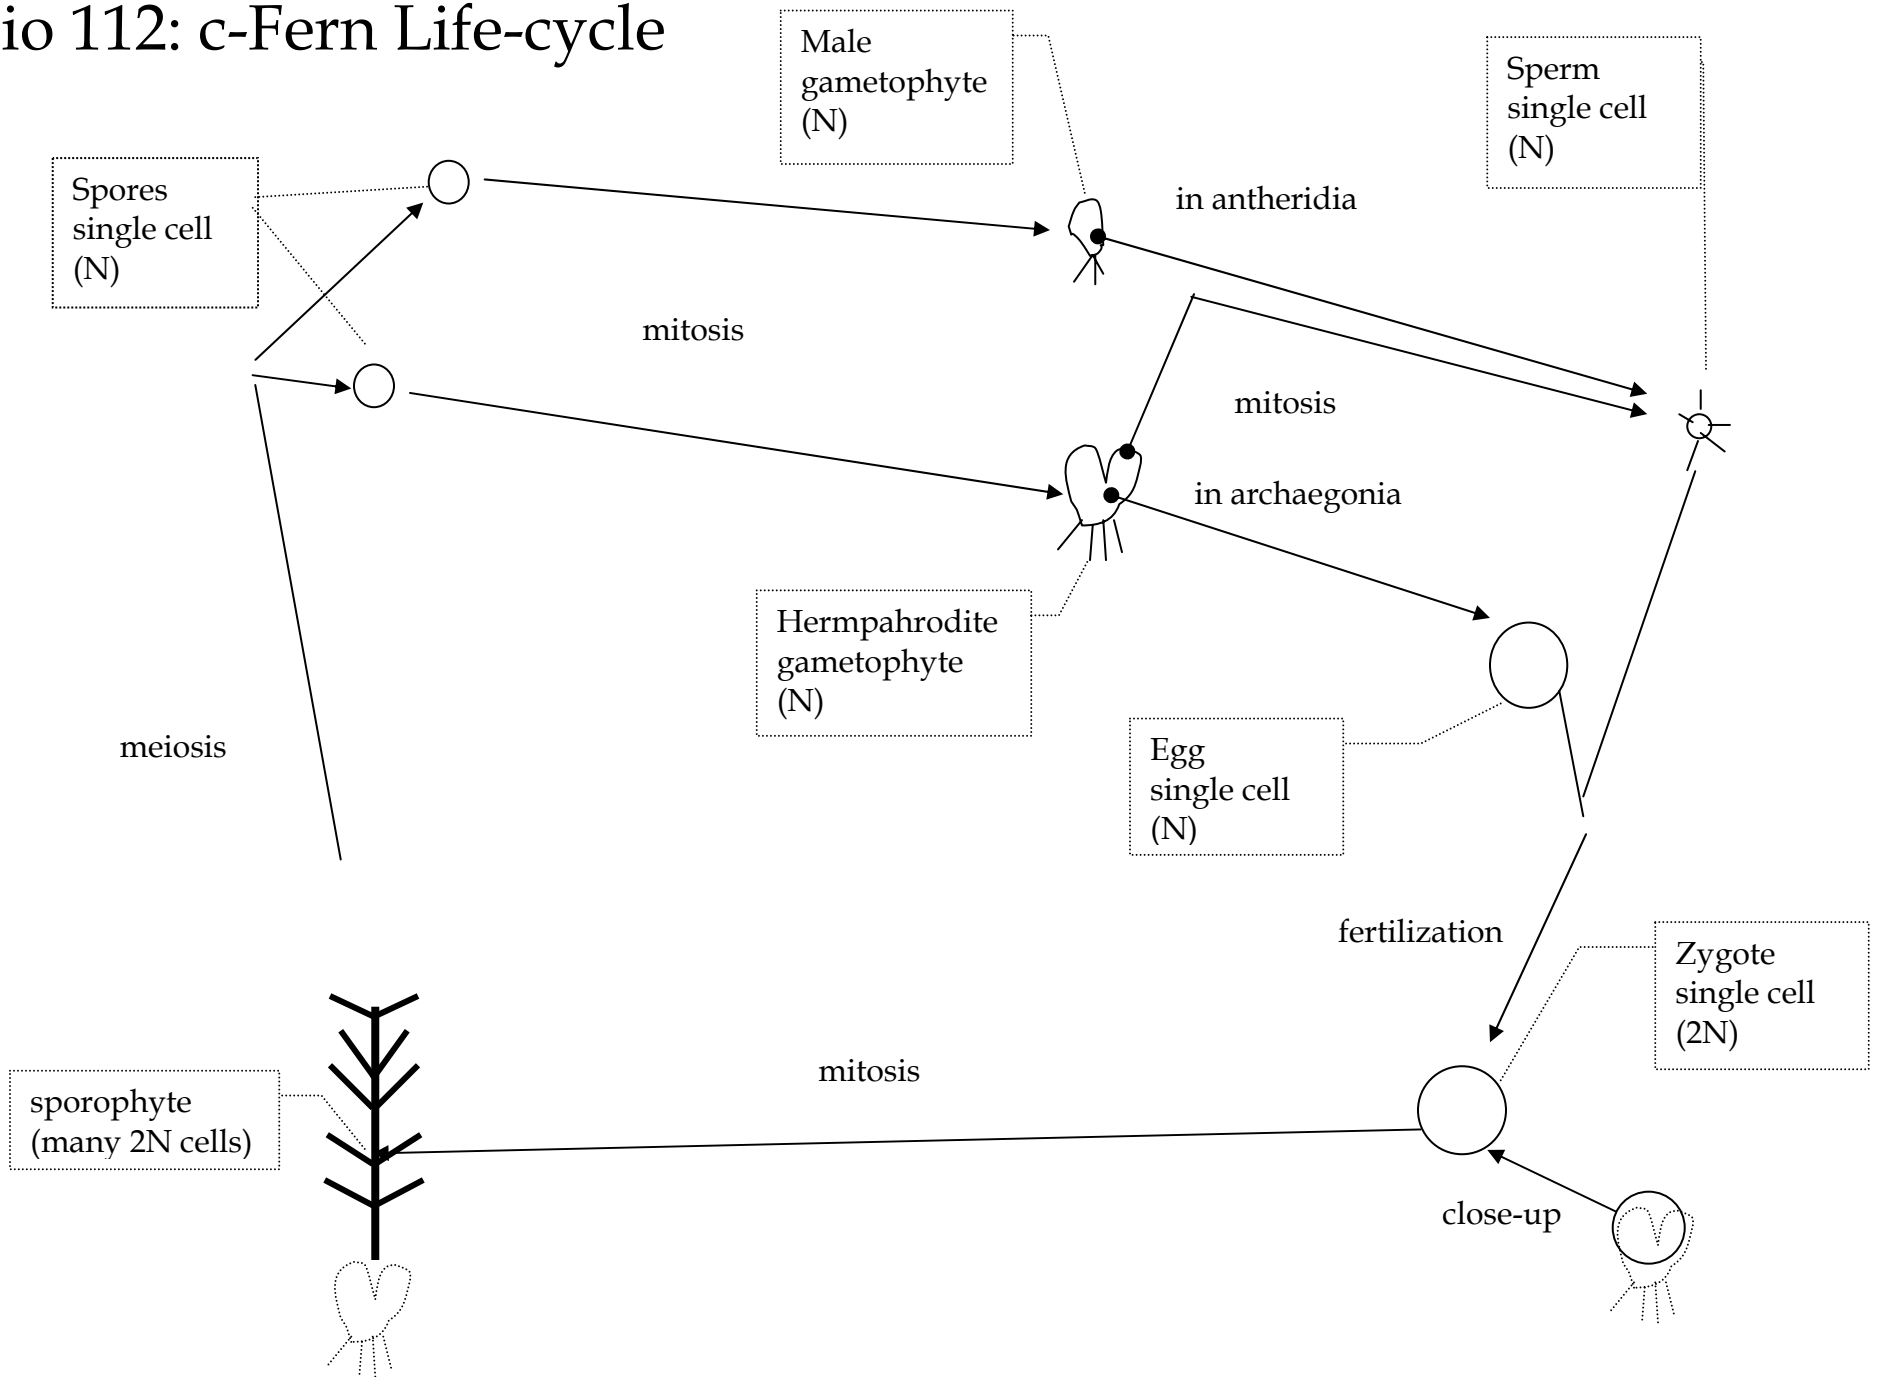 io 112: c-Fern Life-cycle
Male
gametophyte
(N)
Sperm
single cell
(N)
Spores
single cell
(N)
in antheridia
mitosis
mitosis
in archaegonia
Hermpahrodite
gametophyte
(N)
Egg
single cell
(N)
meiosis
fertilization
Zygote
single cell
(2N)
mitosis
sporophyte
(many 2N cells)
close-up